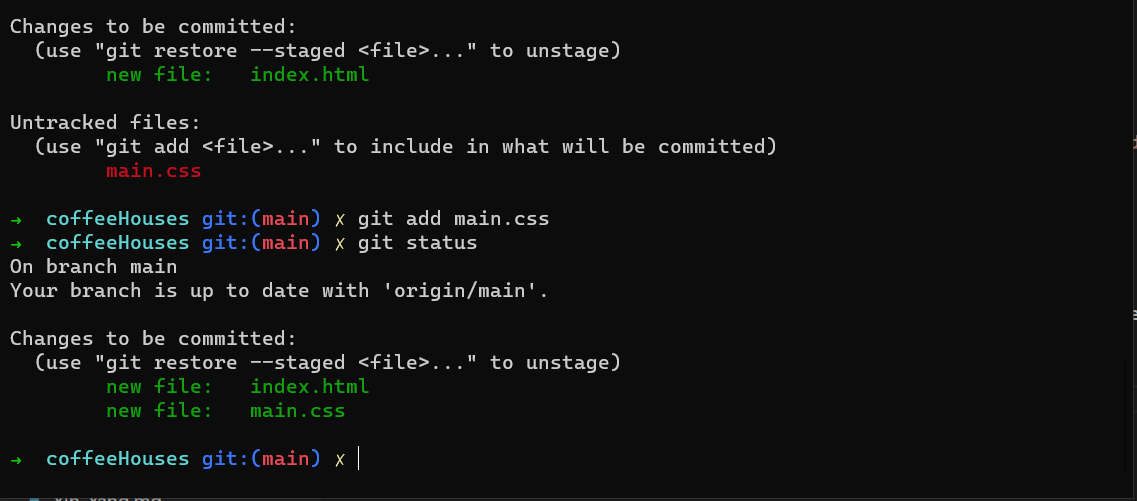 Changes to be committed:
  (use "git restore --staged <file>..." to unstage)
        new file:   index.html

Untracked files:
  (use "git add <file>..." to include in what will be committed)
        main.css

→  coffeeHouses git:(main) ✗ git add main.css
→  coffeeHouses git:(main) ✗ git status
On branch main
Your branch is up to date with 'origin/main'.

Changes to be committed:
  (use "git restore --staged <file>..." to unstage)
        new file:   index.html
        new file:   main.css

→  coffeeHouses git:(main) ✗